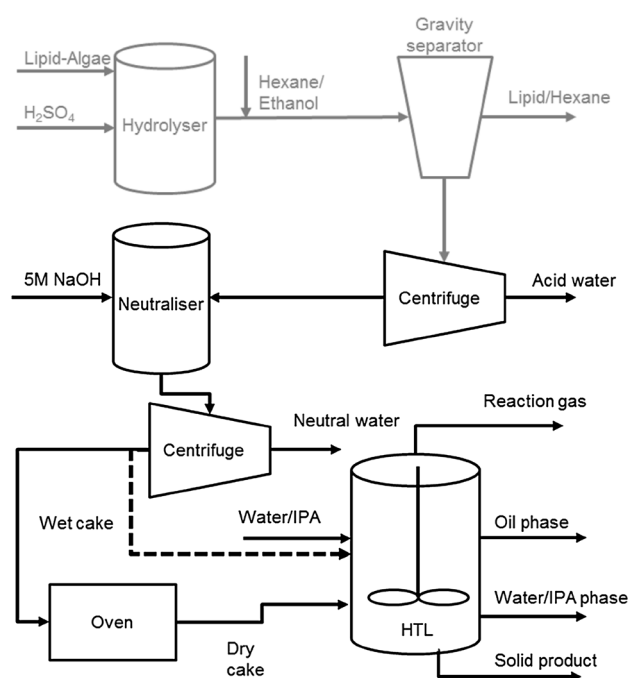 Gravity
separator
Lipid-Algae
Hexane/
Ethanol
Lipid/Hexane
H₂SO₄
Hydrolyser
5M NaOH
Neutraliser
Centrifuge
Acid water
Reaction gas
Neutral water
Centrifuge
Wet cake
Water/IPA
Oil phase
Oven
Water/IPA phase
HTL
Dry
cake
Solid product